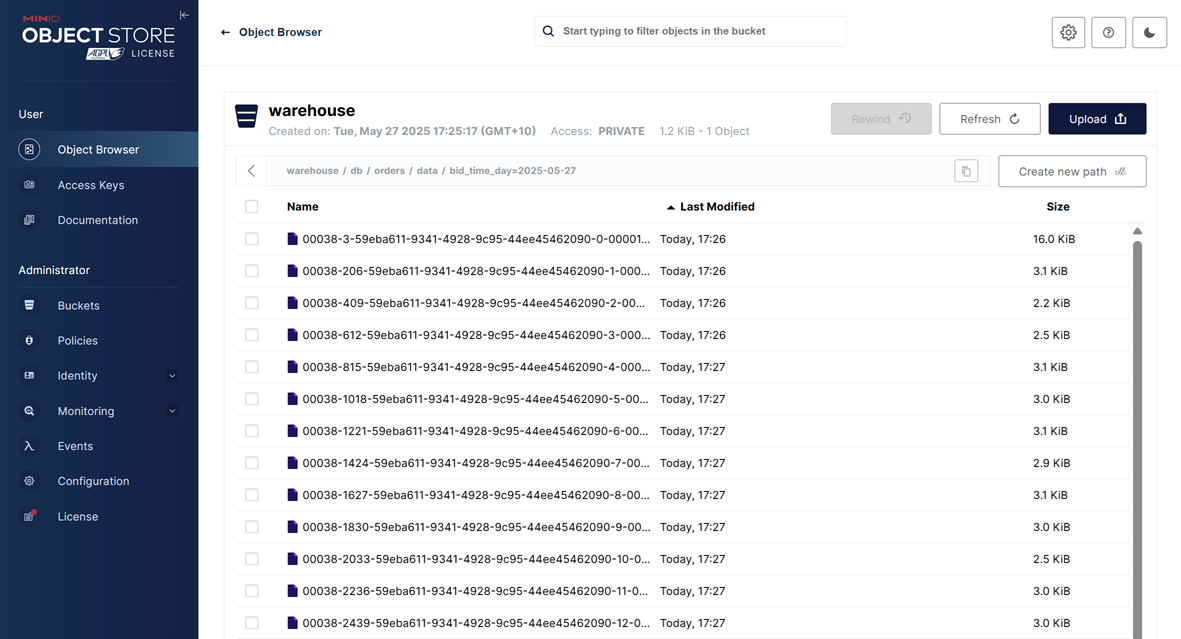 MINIO
OBJECT STORE
AGPLv3 LICENSE
User
Object Browser
Access Keys
Documentation
Administrator
Buckets
Policies
Identity
Monitoring
Events
Configuration
License
← Object Browser
Start typing to filter objects in the bucket
warehouse
Created on: Tue, May 27 2025 17:25:17 (GMT+10) Access: PRIVATE 1.2 KiB - 1 Object
Rewind
Refresh
Upload
warehouse / db / orders / data / bid_time_day=2025-05-27
Create new path
Name Last Modified Size
00038-3-59eba611-9341-4928-9c95-44ee45462090-0-00001... Today, 17:26 16.0 KiB
00038-206-59eba611-9341-4928-9c95-44ee45462090-1-000... Today, 17:26 3.1 KiB
00038-409-59eba611-9341-4928-9c95-44ee45462090-2-00... Today, 17:26 2.2 KiB
00038-612-59eba611-9341-4928-9c95-44ee45462090-3-000... Today, 17:26 2.5 KiB
00038-815-59eba611-9341-4928-9c95-44ee45462090-4-000... Today, 17:27 3.1 KiB
00038-1018-59eba611-9341-4928-9c95-44ee45462090-5-00... Today, 17:27 3.0 KiB
00038-1221-59eba611-9341-4928-9c95-44ee45462090-6-00... Today, 17:27 3.1 KiB
00038-1424-59eba611-9341-4928-9c95-44ee45462090-7-00... Today, 17:27 2.9 KiB
00038-1627-59eba611-9341-4928-9c95-44ee45462090-8-00... Today, 17:27 3.1 KiB
00038-1830-59eba611-9341-4928-9c95-44ee45462090-9-00... Today, 17:27 3.0 KiB
00038-2033-59eba611-9341-4928-9c95-44ee45462090-10-0... Today, 17:27 2.5 KiB
00038-2236-59eba611-9341-4928-9c95-44ee45462090-11-0... Today, 17:27 3.0 KiB
00038-2439-59eba611-9341-4928-9c95-44ee45462090-12-0... Today, 17:27 3.0 KiB